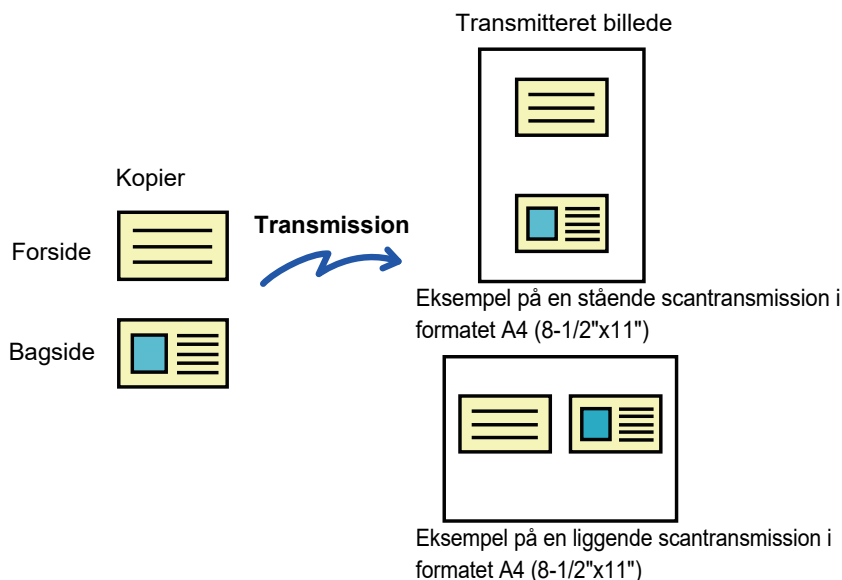 Transmitteret billede
Kopier
Transmission
Forside
Bagside
Eksempel på en stående scantransmission i
formatet A4 (8-1/2"x11")
Eksempel på en liggende scantransmission i
formatet A4 (8-1/2"x11")